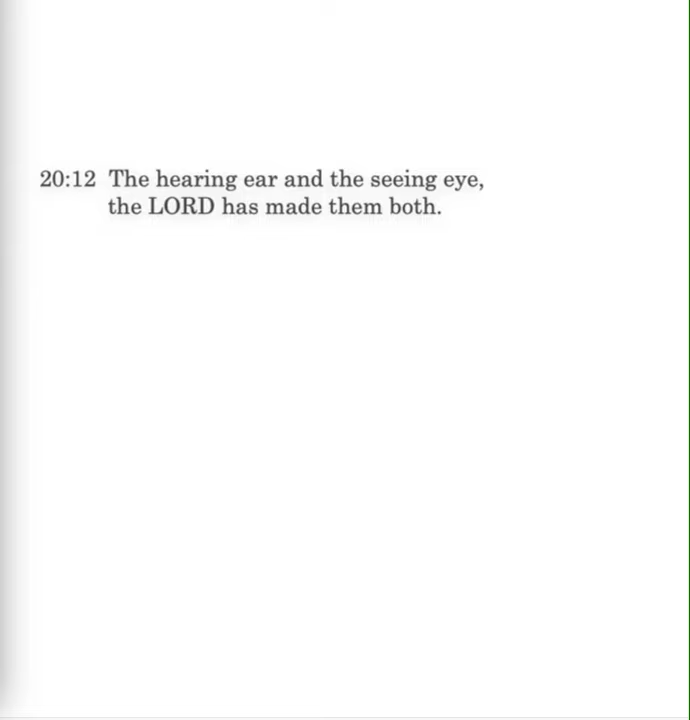 20:12 The hearing ear and the seeing eye,
the LORD has made them both.